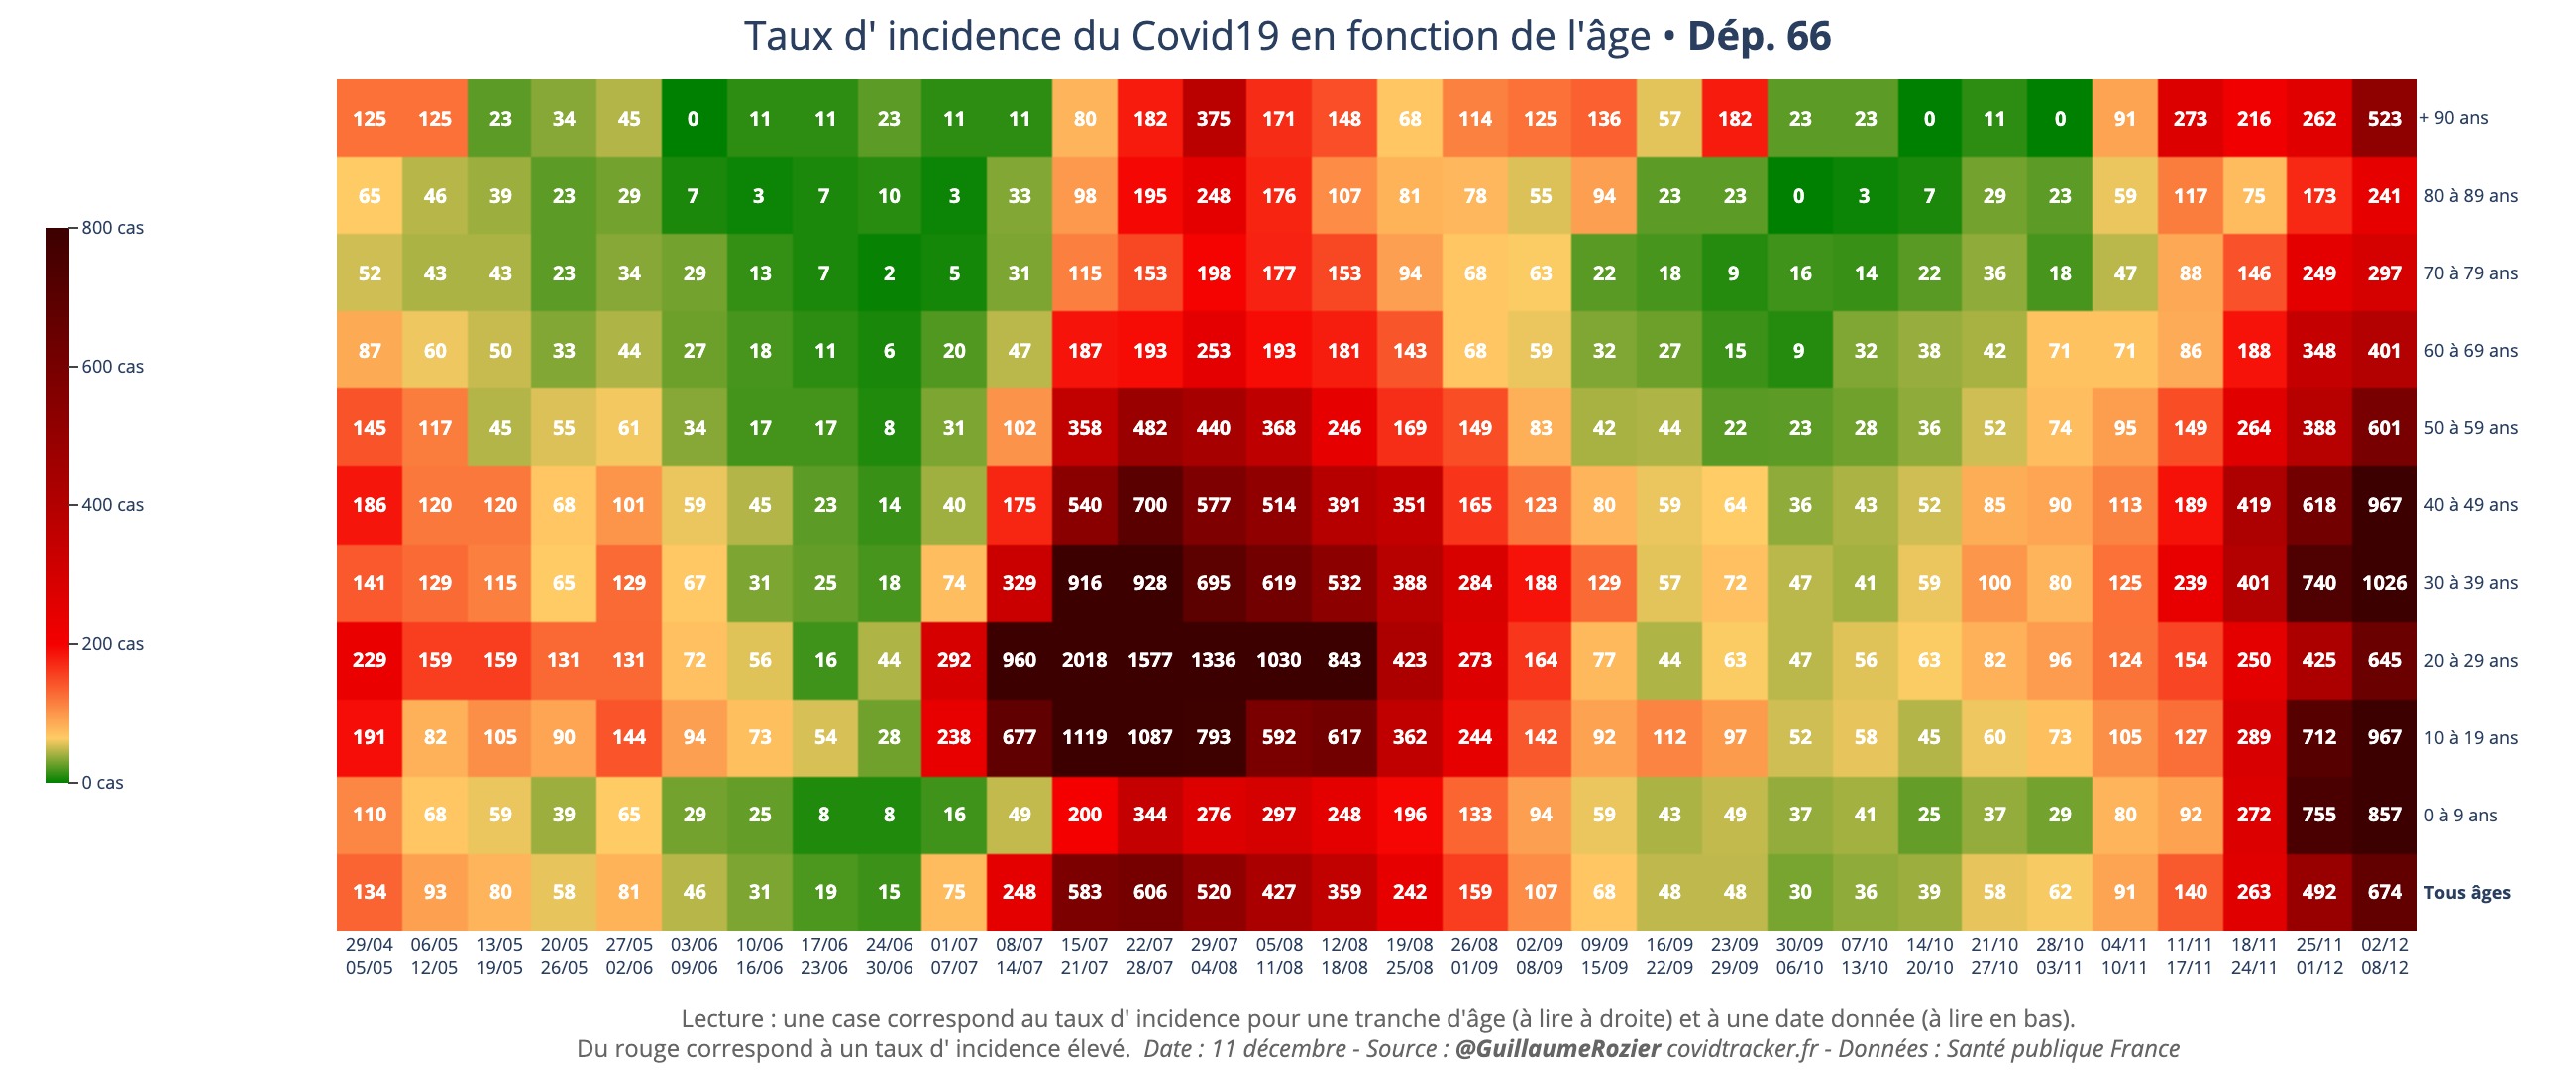 Taux d' incidence du Covid19 en fonction de l'âge • Dép. 66
800 cas
600 cas
400 cas
200 cas
0 cas
125 125 23 34 45 0 11 11 23 11 11 80 182 375 171 148 68 114 125 136 57 182 23 23 0 11 0 91 273 216 262 523 + 90 ans
65 46 39 23 29 7 3 7 10 3 33 98 195 248 176 107 81 78 55 94 23 23 0 3 7 29 23 59 117 75 173 241 80 à 89 ans
52 43 43 23 34 29 13 7 2 5 31 115 153 198 177 153 94 68 63 22 18 9 16 14 22 36 18 47 88 146 249 297 70 à 79 ans
87 60 50 33 44 27 18 11 6 20 47 187 193 253 193 181 143 68 59 32 27 15 9 32 38 42 71 71 86 188 348 401 60 à 69 ans
145 117 45 55 61 34 17 17 8 31 102 358 482 440 368 246 169 149 83 42 44 22 23 28 36 52 74 95 149 264 388 601 50 à 59 ans
186 120 120 68 101 59 45 23 14 40 175 540 700 577 514 391 351 165 123 80 59 64 36 43 52 85 90 113 189 419 618 967 40 à 49 ans
141 129 115 65 129 67 31 25 18 74 329 916 928 695 619 532 388 284 188 129 57 72 47 41 59 100 80 125 239 401 740 1026 30 à 39 ans
229 159 159 131 131 72 56 16 44 292 960 2018 1577 1336 1030 843 423 273 164 77 44 63 47 56 63 82 96 124 154 250 425 645 20 à 29 ans
191 82 105 90 144 94 73 54 28 238 677 1119 1087 793 592 617 362 244 142 92 112 97 52 58 45 60 73 105 127 289 712 967 10 à 19 ans
110 68 59 39 65 29 25 8 8 16 49 200 344 276 297 248 196 133 94 59 43 49 37 41 25 37 29 80 92 272 755 857 0 à 9 ans
134 93 80 58 81 46 31 19 15 75 248 583 606 520 427 359 242 159 107 68 48 48 30 36 39 58 62 91 140 263 492 674 Tous âges
29/04 06/05 13/05 20/05 27/05 03/06 10/06 17/06 24/06 01/07 08/07 15/07 22/07 29/07 05/08 12/08 19/08 26/08 02/09 09/09 16/09 23/09 30/09 07/10 14/10 21/10 28/10 04/11 11/11 18/11 25/11 02/12
05/05 12/05 19/05 26/05 02/06 09/06 16/06 23/06 30/06 07/07 14/07 21/07 28/07 04/08 11/08 18/08 25/08 01/09 08/09 15/09 22/09 29/09 06/10 13/10 20/10 27/10 03/11 10/11 17/11 24/11 01/12 08/12
Lecture : une case correspond au taux d' incidence pour une tranche d'âge (à lire à droite) et à une date donnée (à lire en bas).
Du rouge correspond à un taux d' incidence élevé. Date : 11 décembre - Source : @GuillaumeRozier covidtracker.fr - Données : Santé publique France